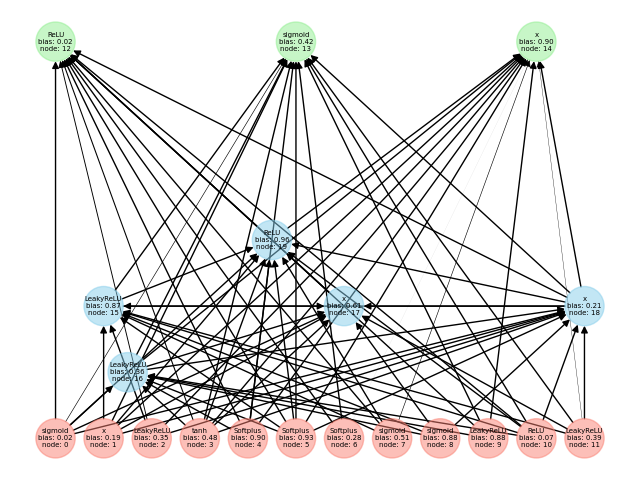 ReLU
bias: 0.02
node: 12
sigmoid
bias: 0.42
node: 13
x
bias: 0.90
node: 14
ReLU
bias: 0.96
node: 19
LeakyReLU
bias: 0.87
node: 15
x
bias: 0.61
node: 17
x
bias: 0.21
node: 18
LeakyReLU
bias: 0.36
node: 16
sigmoid
bias: 0.02
node: 0
x
bias: 0.19
node: 1
LeakyReLU
bias: 0.35
node: 2
tanh
bias: 0.48
node: 3
Softplus
bias: 0.90
node: 4
Softplus
bias: 0.93
node: 5
Softplus
bias: 0.28
node: 6
sigmoid
bias: 0.51
node: 7
sigmoid
bias: 0.88
node: 8
LeakyReLU
bias: 0.88
node: 9
ReLU
bias: 0.07
node: 10
LeakyReLU
bias: 0.39
node: 11